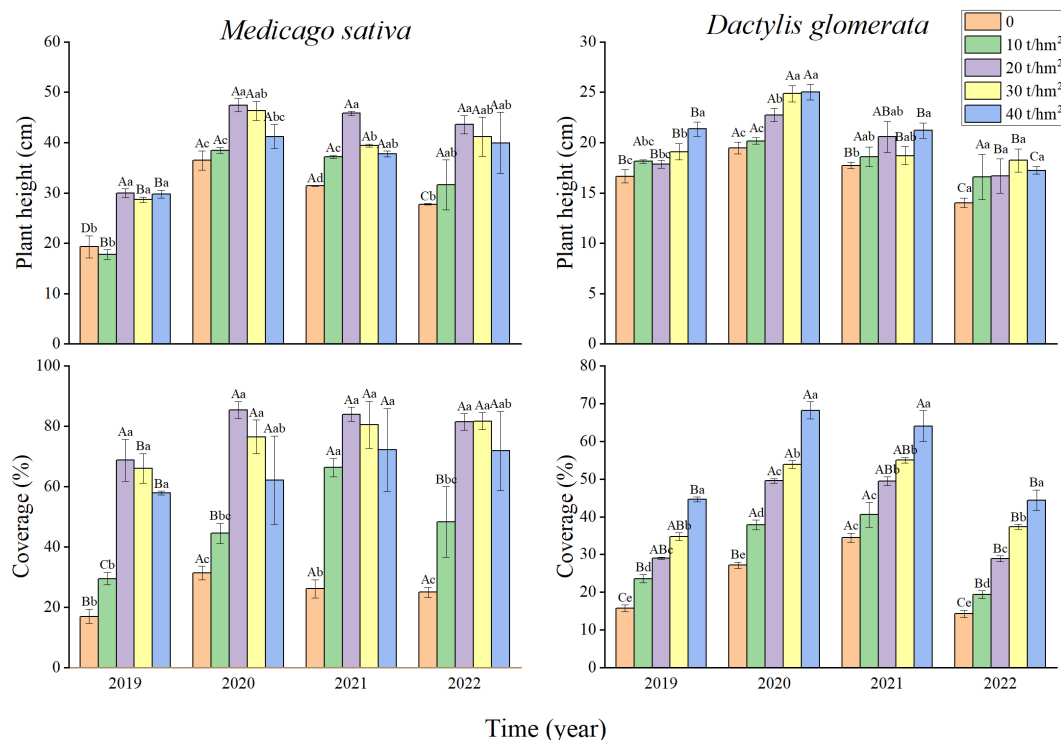 Medicago sativa
Dactylis glomerata
0
10 t/hm²
20 t/hm²
30 t/hm²
40 t/hm²
Plant height (cm)
60
50
40
30
20
10
0
Db Bb Aa Ba Ba
Ac Ac Aa Aab Abc
Ad Ac Aa Ab Aab
Cb Aab Aa Aab Aab
Plant height (cm)
30
25
20
15
10
5
0
Bc Abc Bbc Bb Ba
Ac Ac Ab Aa Aa
Bb Aab ABab Bab Ba
Ca Aa Ba Ba Ca
Coverage (%)
100
80
60
40
20
0
Bb Cb Aa Ba Ba
Ac Bbc Aa Aa Aab
Ab Aa Aa Aa Aa
Ac Bbc Aa Aa Aab
2019 2020 2021 2022
Coverage (%)
80
70
60
50
40
30
20
10
0
Ce Bd ABc ABb Ba
Be Ad Ac Ab Aa
Ac Ac ABb ABb Aa
Ce Bd Bc Bb Ba
2019 2020 2021 2022
Time (year)